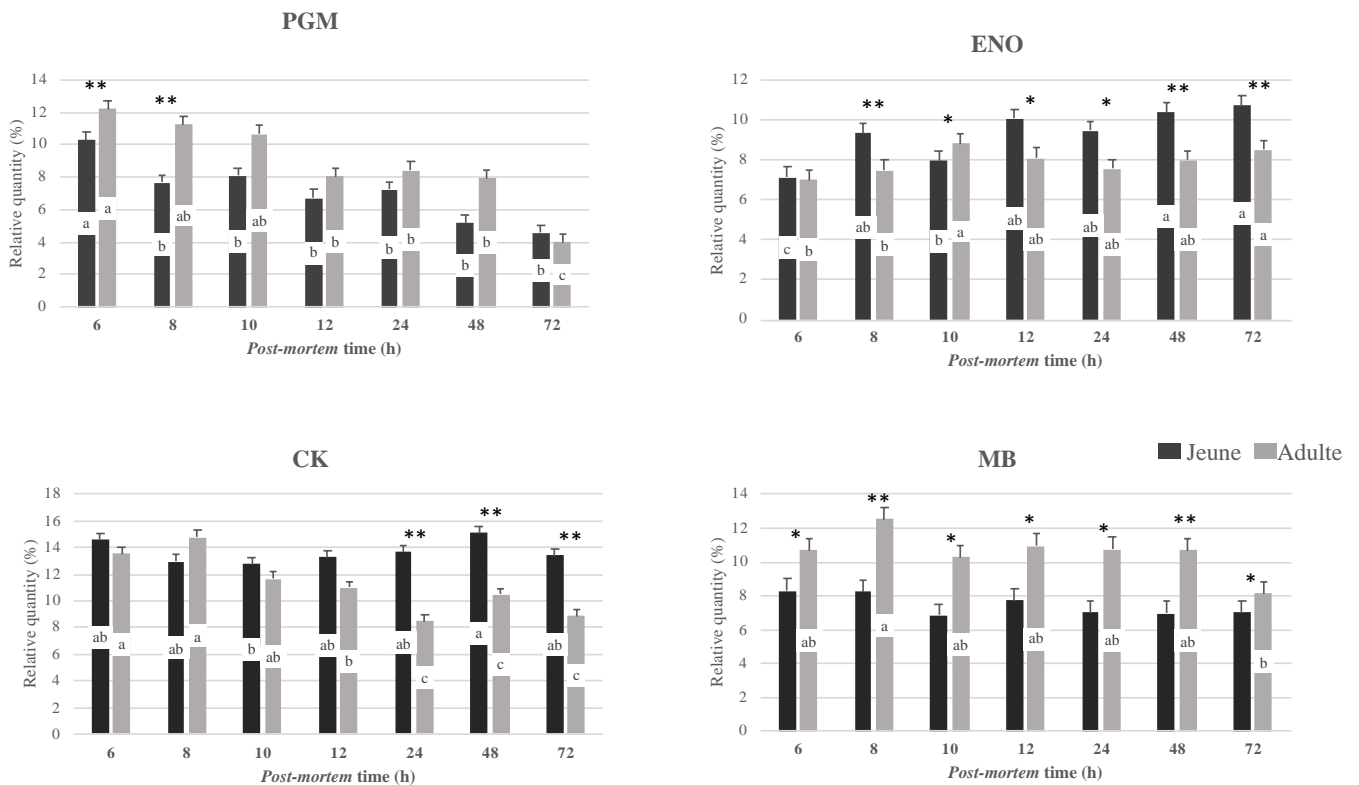 PGM
** **
14
12
10
8
6
4
2
0
Relative quantity (%)
a a b ab b ab b b b b b b b c
6 8 10 12 24 48 72
Post-mortem time (h)
ENO
** * * * ** **
12
10
8
6
4
2
0
Relative quantity (%)
c b ab b b a ab ab ab ab a ab a a
6 8 10 12 24 48 72
Post-mortem time (h)
CK
** ** **
18
16
14
12
10
8
6
4
2
0
Relative quantity (%)
ab a ab a b ab ab b ab c a c ab c
6 8 10 12 24 48 72
Post-mortem time (h)
MB
Jeune Adulte
* ** * * * ** *
14
12
10
8
6
4
2
0
Relative quantity (%)
ab a ab ab ab ab b
6 8 10 12 24 48 72
Post-mortem time (h)